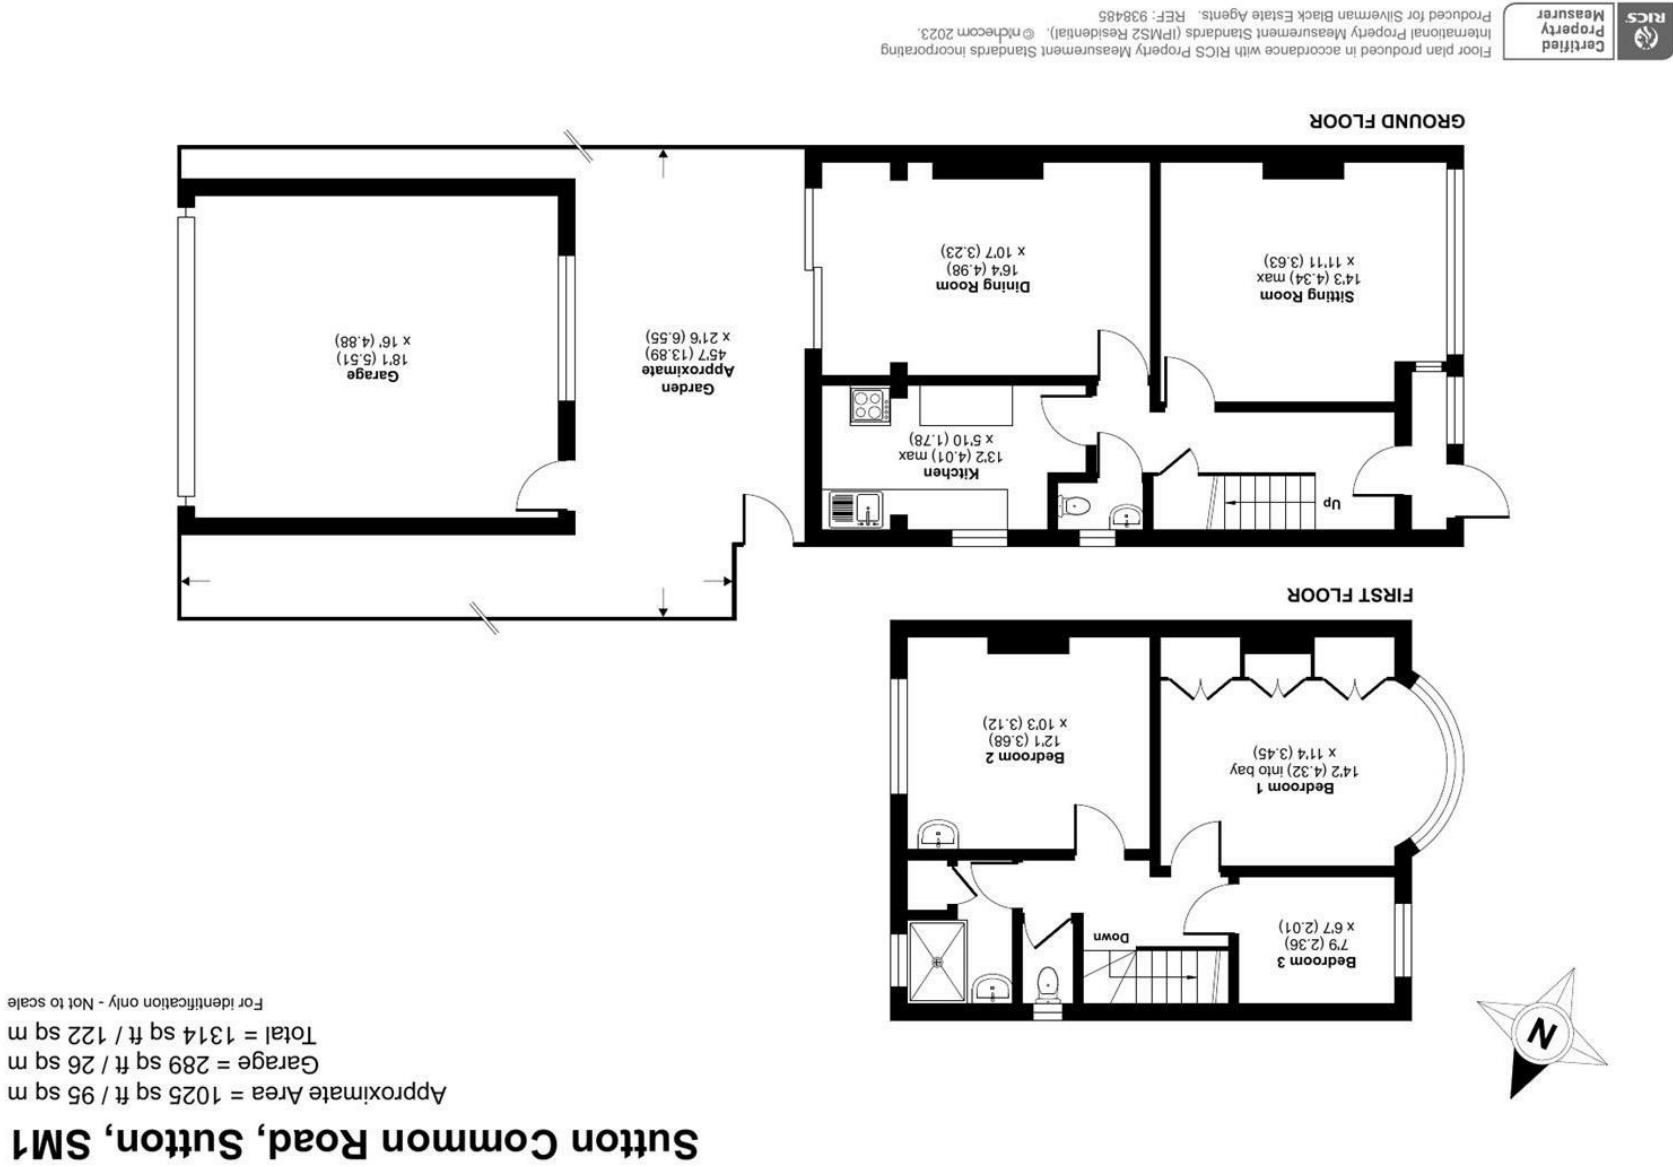 Sutton Common Road, Sutton, SM1
Approximate Area = 1025 sq ft / 95 sq m
Garage = 289 sq ft / 26 sq m
Total = 1314 sq ft / 122 sq m
For identification only - Not to scale
N
Bedroom 3
7'9 (2.36)
x 6'7 (2.01)
Down
Bedroom 1
14'2 (4.32) into bay
x 11'4 (3.45)
Bedroom 2
12'1 (3.68)
x 10'3 (3.12)
FIRST FLOOR
Up
Kitchen
13'2 (4.01) max
x 5'10 (1.78)
Garden
Approximate
45'7 (13.89)
x 21'6 (6.55)
Garage
18'1 (5.51)
x 16' (4.88)
Sitting Room
14'3 (4.34) max
x 11'11 (3.63)
Dining Room
16'4 (4.98)
x 10'7 (3.23)
GROUND FLOOR
RICS
Certified
Property
Measurer
Floor plan produced in accordance with RICS Property Measurement Standards incorporating
International Property Measurement Standards (IPMS2 Residential). © nichecom 2023.
Produced for Silverman Black Estate Agents. REF: 938485